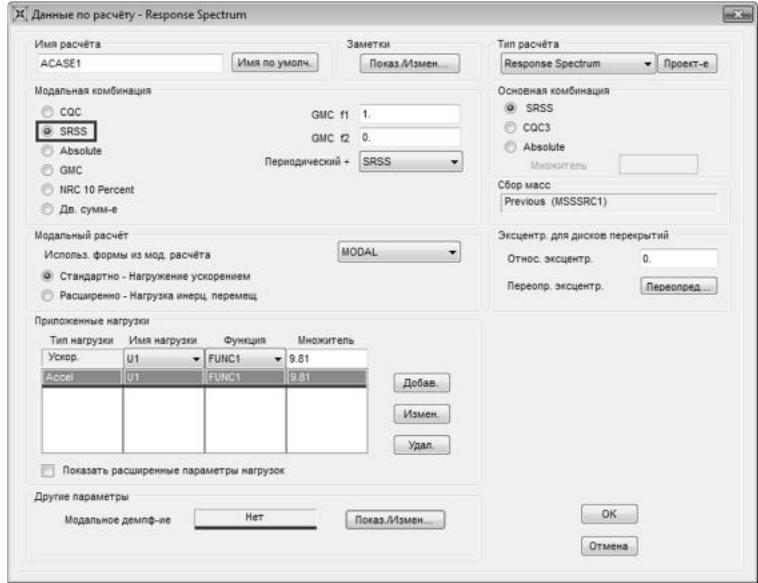 Данные по расчёту - Response Spectrum
Имя расчёта
ACASE1
Имя по умолч.
Заметки
Показ./Измен...
Тип расчёта
Response Spectrum
Проект-е
Модальная комбинация
CQC
SRSS
Absolute
GMC
NRC 10 Percent
Дв. сумм-е
GMC f1 1.
GMC f2 0.
Периодический + SRSS
Основная комбинация
SRSS
CQC3
Absolute
Множитель
Сбор масс
Previous (MSSSRC1)
Модальный расчёт
Использ. формы из мод. расчёта MODAL
Стандартно - Нагружение ускорением
Расширенно - Нагрузка инерц. перемещ.
Эксцентр. для дисков перекрытий
Относ. эксцентр. 0.
Переопр. эксцентр. Переопред...
Приложенные нагрузки
Тип нагрузки Имя нагрузки Функция Множитель
Ускор. U1 FUNC1 9.81
Accel U1 FUNC1 9.81
Добав.
Измен.
Удал.
Показать расширенные параметры нагрузок
Другие параметры
Модальное демпф-ие Нет Показ./Измен...
OK
Отмена